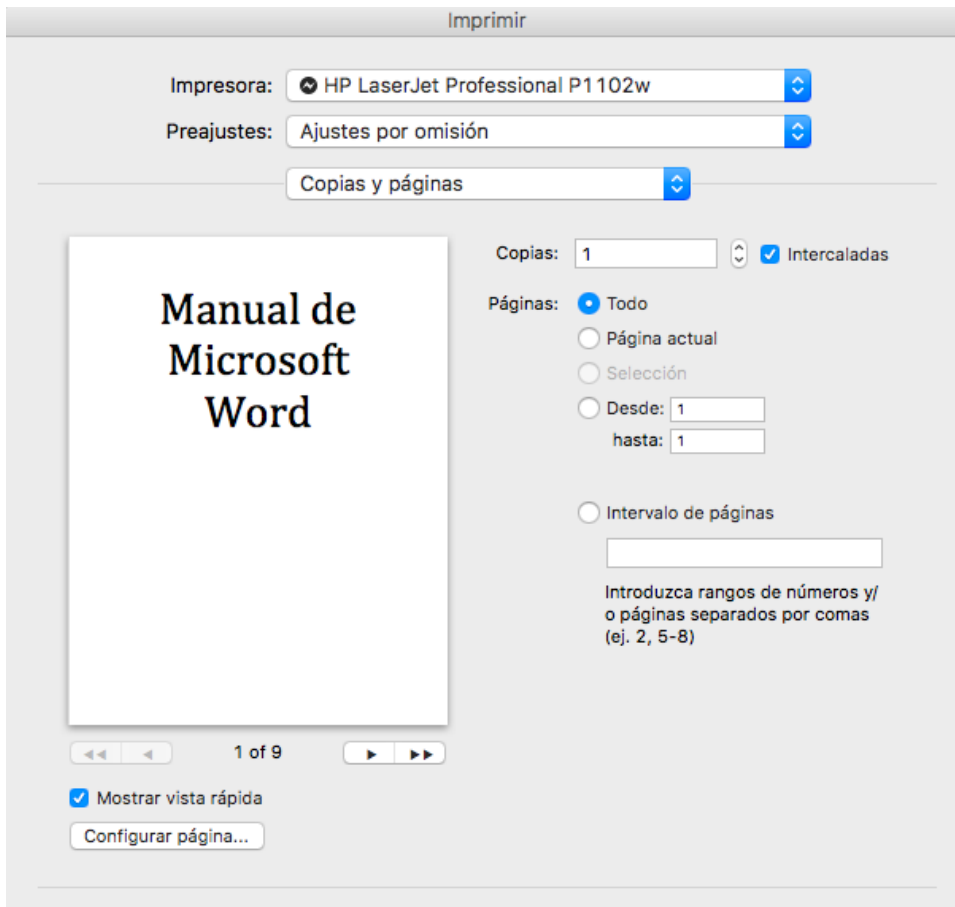 Imprimir
Impresora: HP LaserJet Professional P1102w
Preajustes: Ajustes por omisión
Copias y páginas
Manual de
Microsoft
Word
1 of 9
Mostrar vista rápida
Configurar página...
Copias: 1 Intercaladas
Páginas: Todo
Página actual
Selección
Desde: 1
hasta: 1
Intervalo de páginas
Introduzca rangos de números y/
o páginas separados por comas
(ej. 2, 5-8)